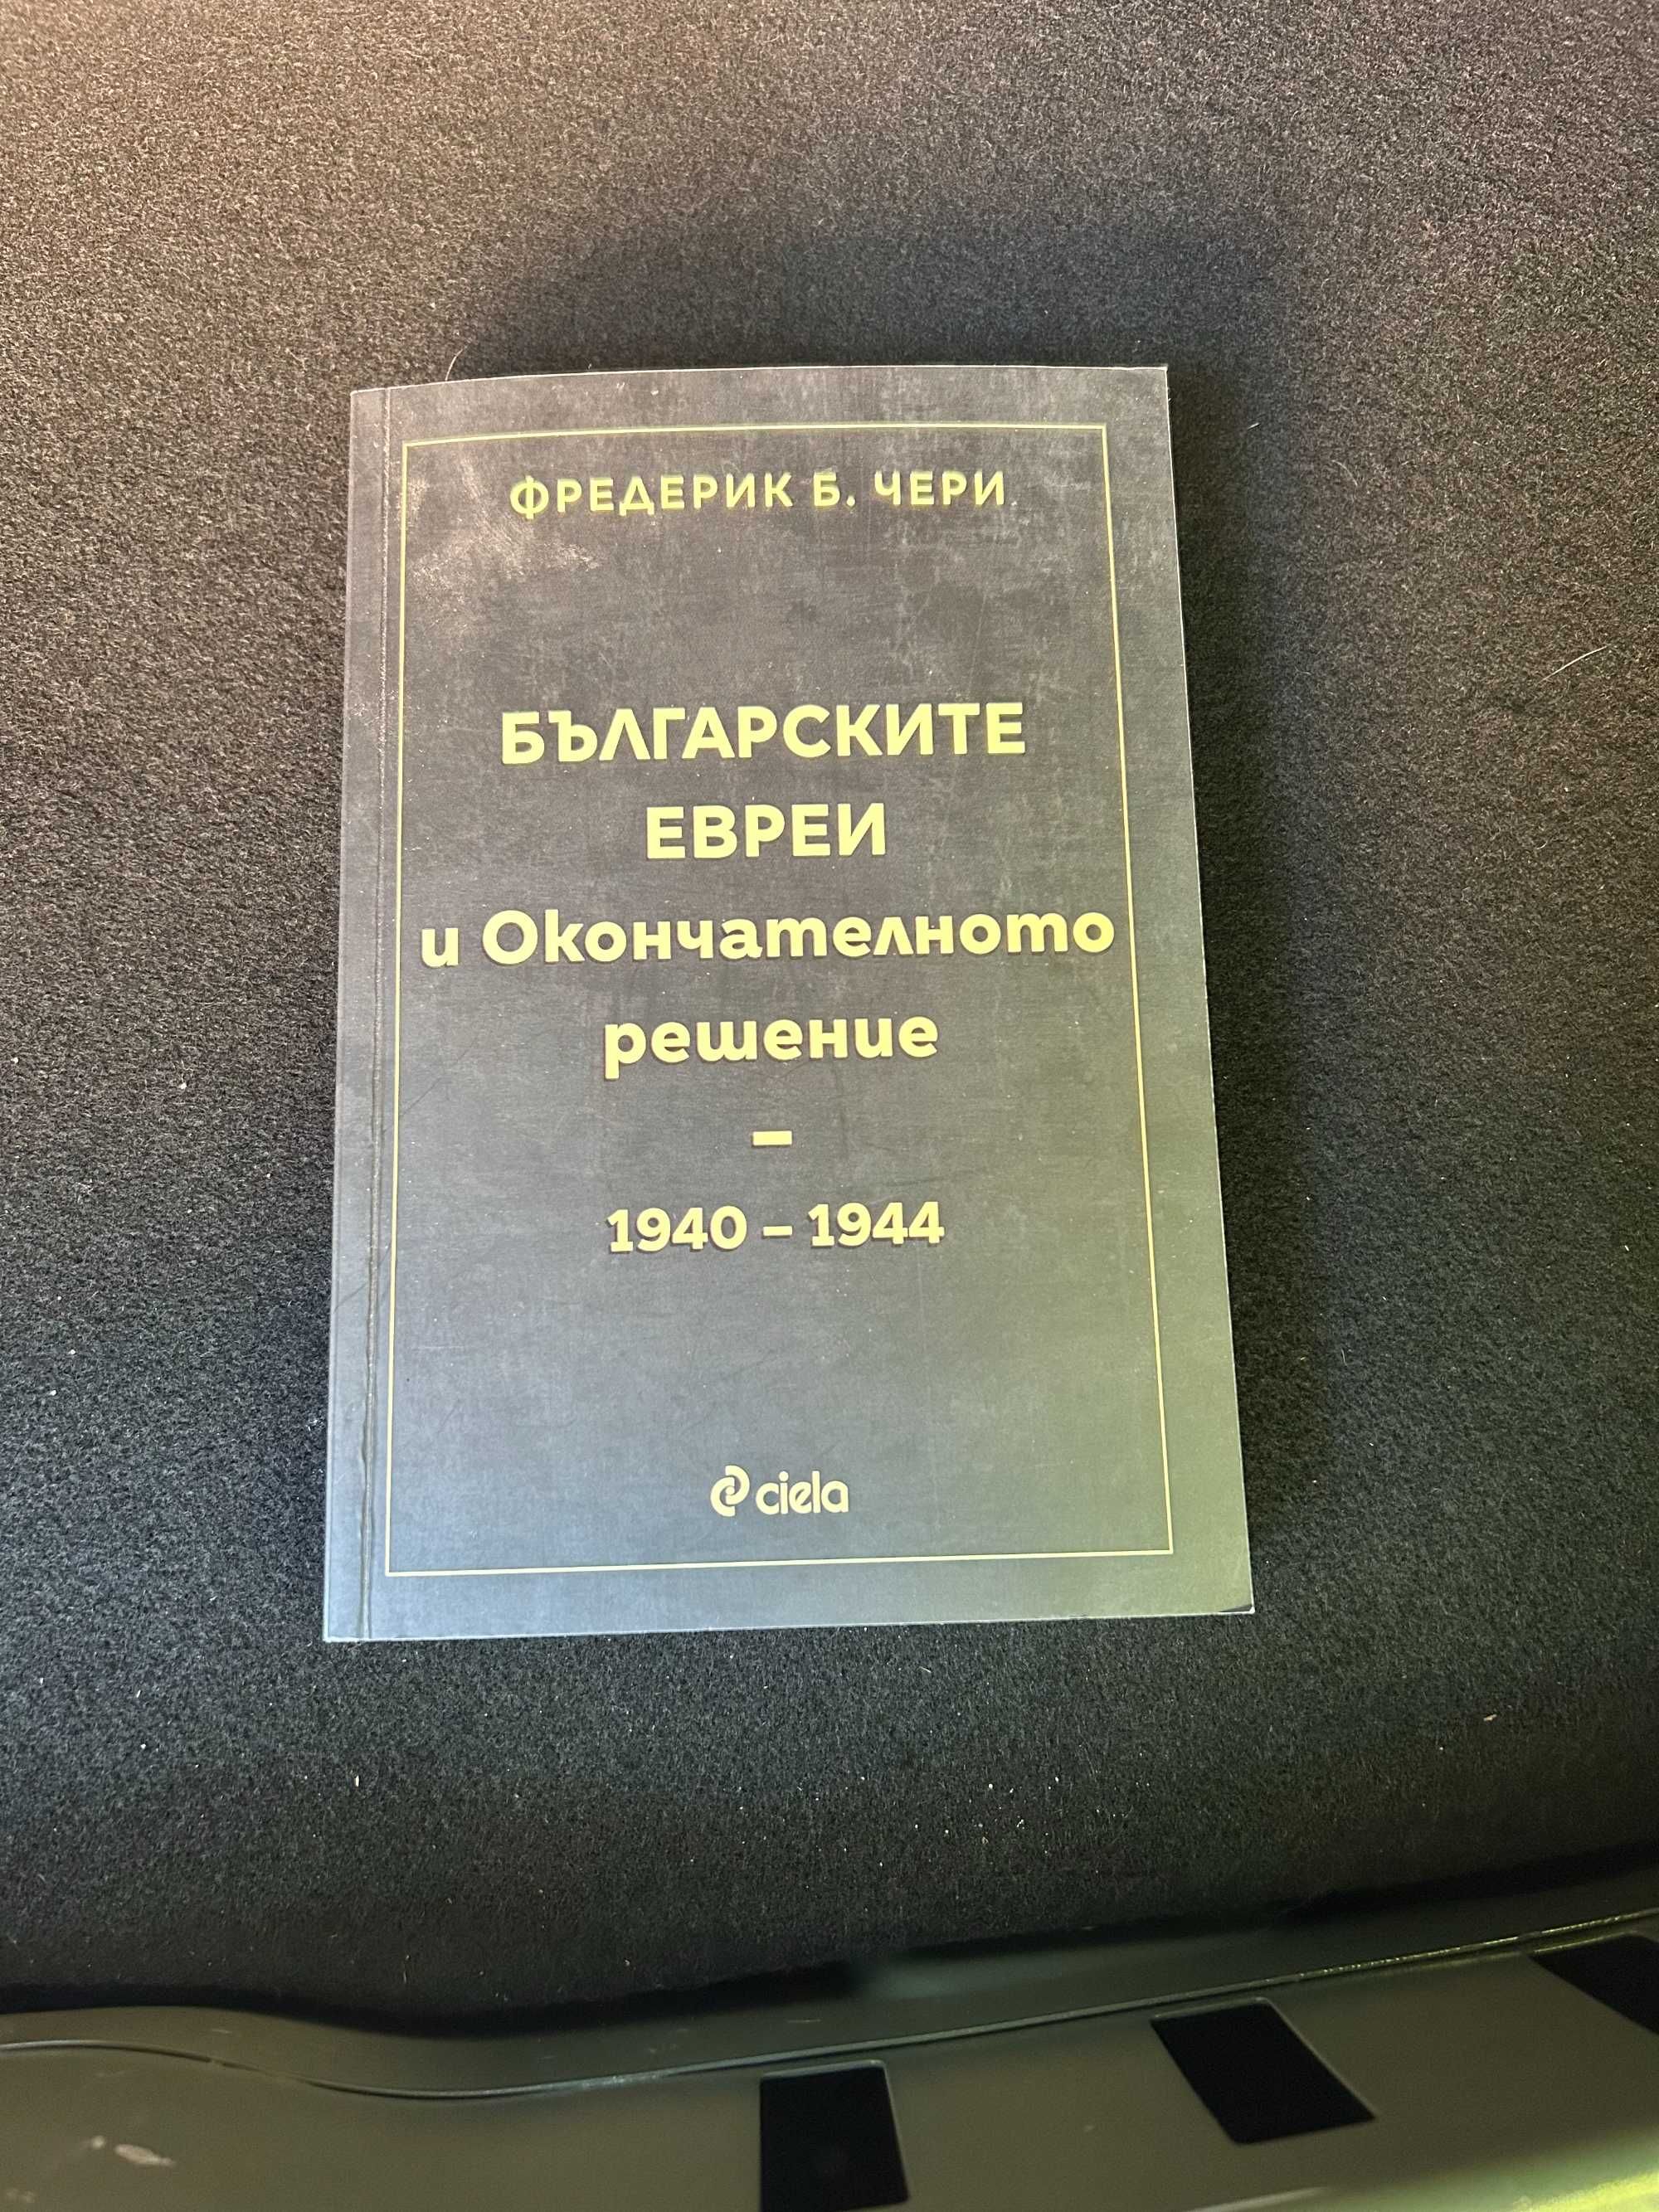 ФРЕДЕРИК Б. ЧЕРИ
БЪЛГАРСКИТЕ
ЕВРЕИ
и Окончателното
решение
–
1940 – 1944
ciela